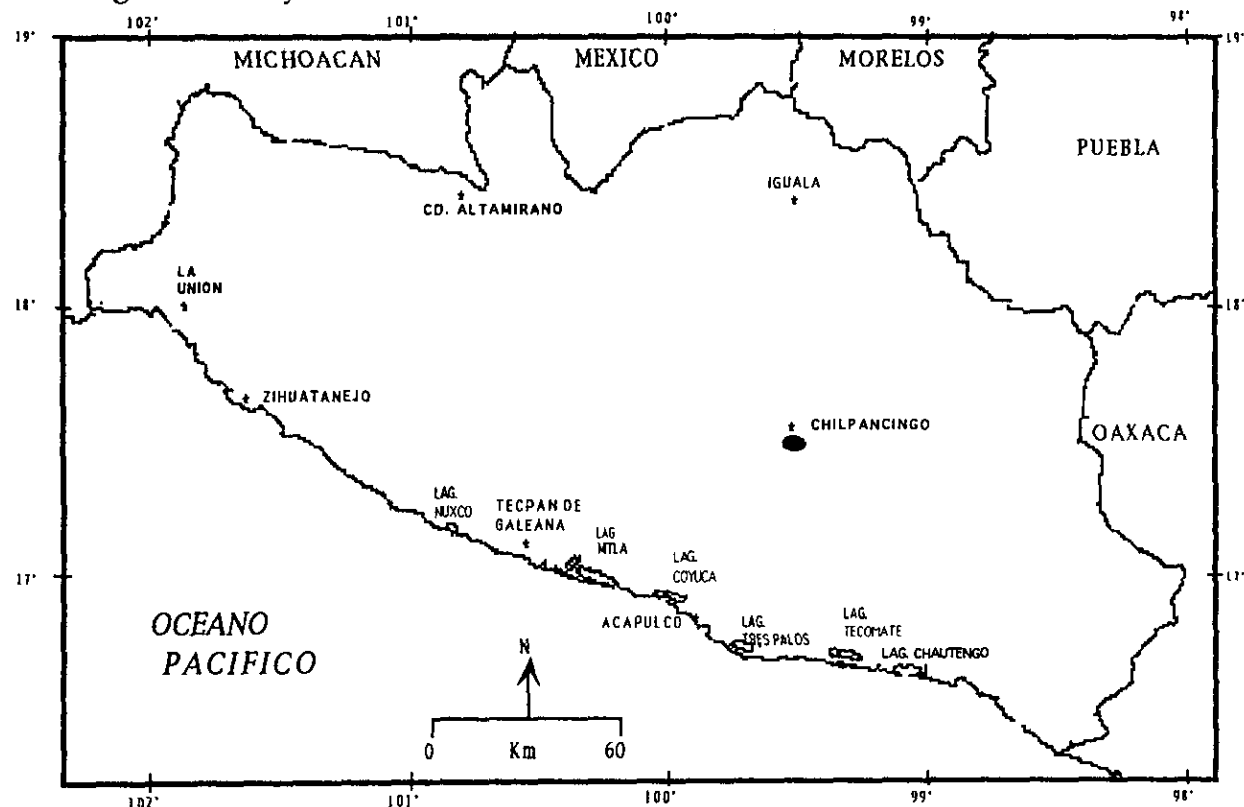 102'
101'
100'
99'
98'
19°
MICHOACAN
MEXICO
MORELOS
PUEBLA
IGUALA
CD. ALTAMIRANO
LA
UNION
18°
18°
ZIHUATANEJO
CHILPANCINGO
OAXACA
LAG.
NUXCO
TECPAN DE
GALEANA
LAG
MTLA
LAG.
COYUCA
17°
17°
ACAPULCO
LAG.
TRES PALOS
LAG.
TECOMATE
LAG. CHAUTENGO
OCEANO
PACIFICO
N
0 Km 60
102'
101'
100'
99'
98'